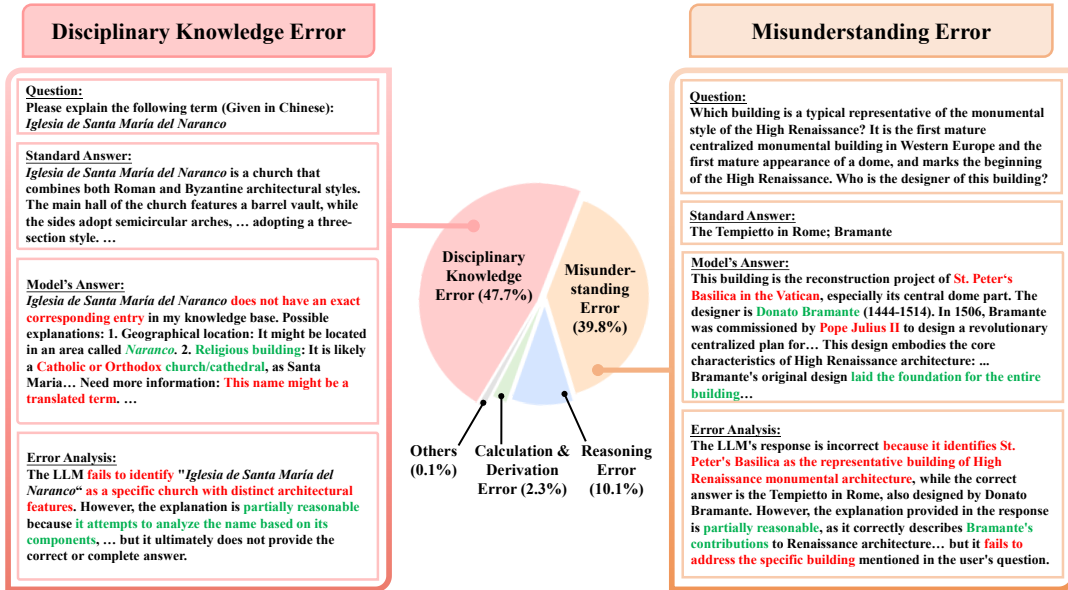 Disciplinary Knowledge Error
Question:
Please explain the following term (Given in Chinese):
Iglesia de Santa María del Naranco
Standard Answer:
Iglesia de Santa María del Naranco is a church that
combines both Roman and Byzantine architectural styles.
The main hall of the church features a barrel vault, while
the sides adopt semicircular arches, … adopting a three-
section style. …
Model's Answer:
Iglesia de Santa María del Naranco does not have an exact
corresponding entry in my knowledge base. Possible
explanations: 1. Geographical location: It might be located
in an area called Naranco. 2. Religious building: It is likely
a Catholic or Orthodox church/cathedral, as Santa
Maria… Need more information: This name might be a
translated term. …
Error Analysis:
The LLM fails to identify "Iglesia de Santa María del
Naranco“ as a specific church with distinct architectural
features. However, the explanation is partially reasonable
because it attempts to analyze the name based on its
components, … but it ultimately does not provide the
correct or complete answer.
Disciplinary
Knowledge
Error (47.7%)
Misunder-
standing
Error
(39.8%)
Others
(0.1%)
Calculation &
Derivation
Error (2.3%)
Reasoning
Error
(10.1%)
Misunderstanding Error
Question:
Which building is a typical representative of the monumental
style of the High Renaissance? It is the first mature
centralized monumental building in Western Europe and the
first mature appearance of a dome, and marks the beginning
of the High Renaissance. Who is the designer of this building?
Standard Answer:
The Tempietto in Rome; Bramante
Model's Answer:
This building is the reconstruction project of St. Peter‘s
Basilica in the Vatican, especially its central dome part. The
designer is Donato Bramante (1444-1514). In 1506, Bramante
was commissioned by Pope Julius II to design a revolutionary
centralized plan for… This design embodies the core
characteristics of High Renaissance architecture: ...
Bramante's original design laid the foundation for the entire
building…
Error Analysis:
The LLM's response is incorrect because it identifies St.
Peter's Basilica as the representative building of High
Renaissance monumental architecture, while the correct
answer is the Tempietto in Rome, also designed by Donato
Bramante. However, the explanation provided in the response
is partially reasonable, as it correctly describes Bramante's
contributions to Renaissance architecture… but it fails to
address the specific building mentioned in the user's question.